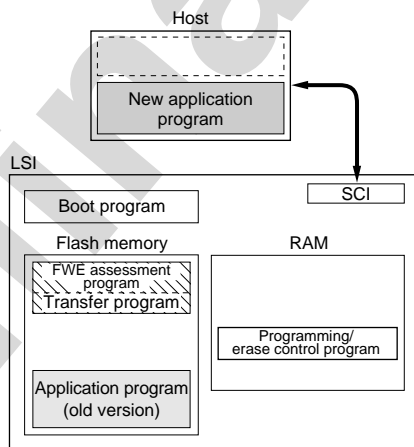 Host
New application
program
LSI
SCI
Boot program
Flash memory
RAM
FWE assessment
program
Transfer program
Programming/
erase control program
Application program
(old version)